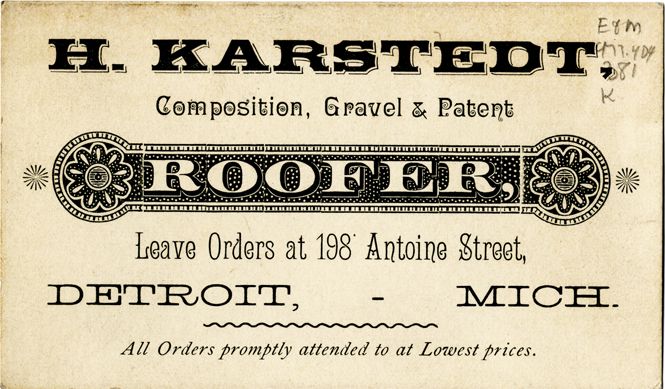 H. KARSTEDT,
E&M
K
Composition, Gravel & Patent
ROOFER,
Leave Orders at 198 Antoine Street,
DETROIT, - MICH.
All Orders promptly attended to at Lowest prices.